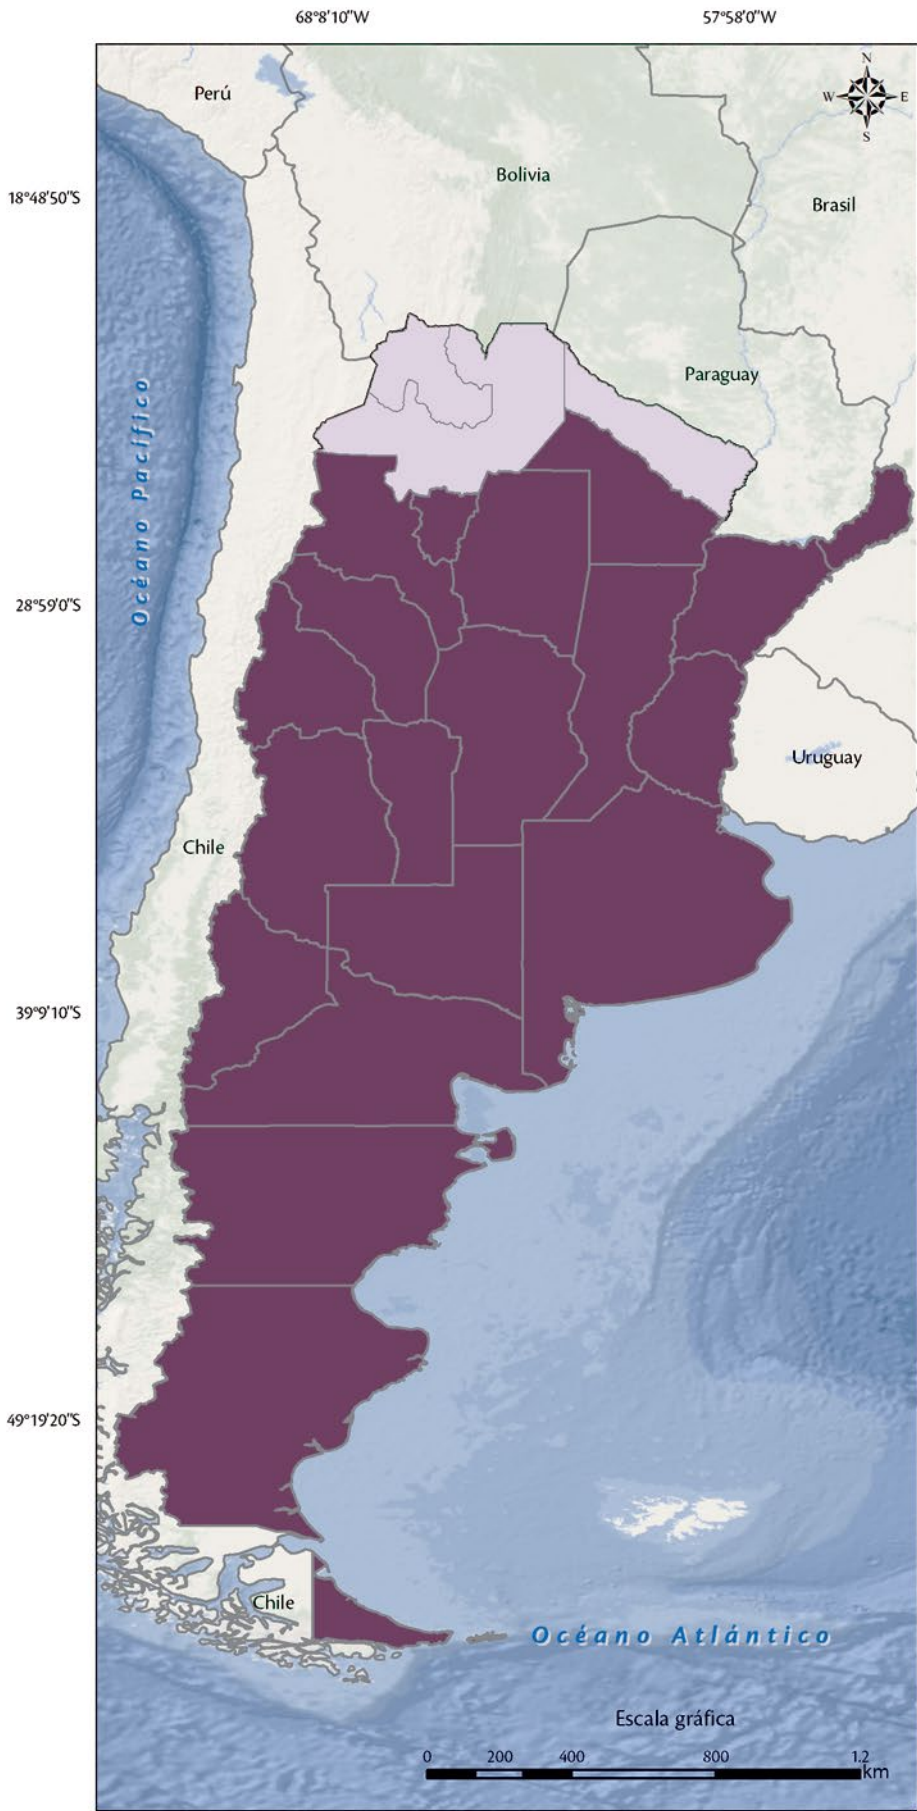 68°8'10"W
57°58'0"W
N
W
E
S
Perú
Bolivia
Brasil
18°48'50"S
Paraguay
Océano Pacífico
28°59'0"S
Uruguay
Chile
39°9'10"S
49°19'20"S
Chile
Océano Atlántico
Escala gráfica
0 200 400 800 1.2
km